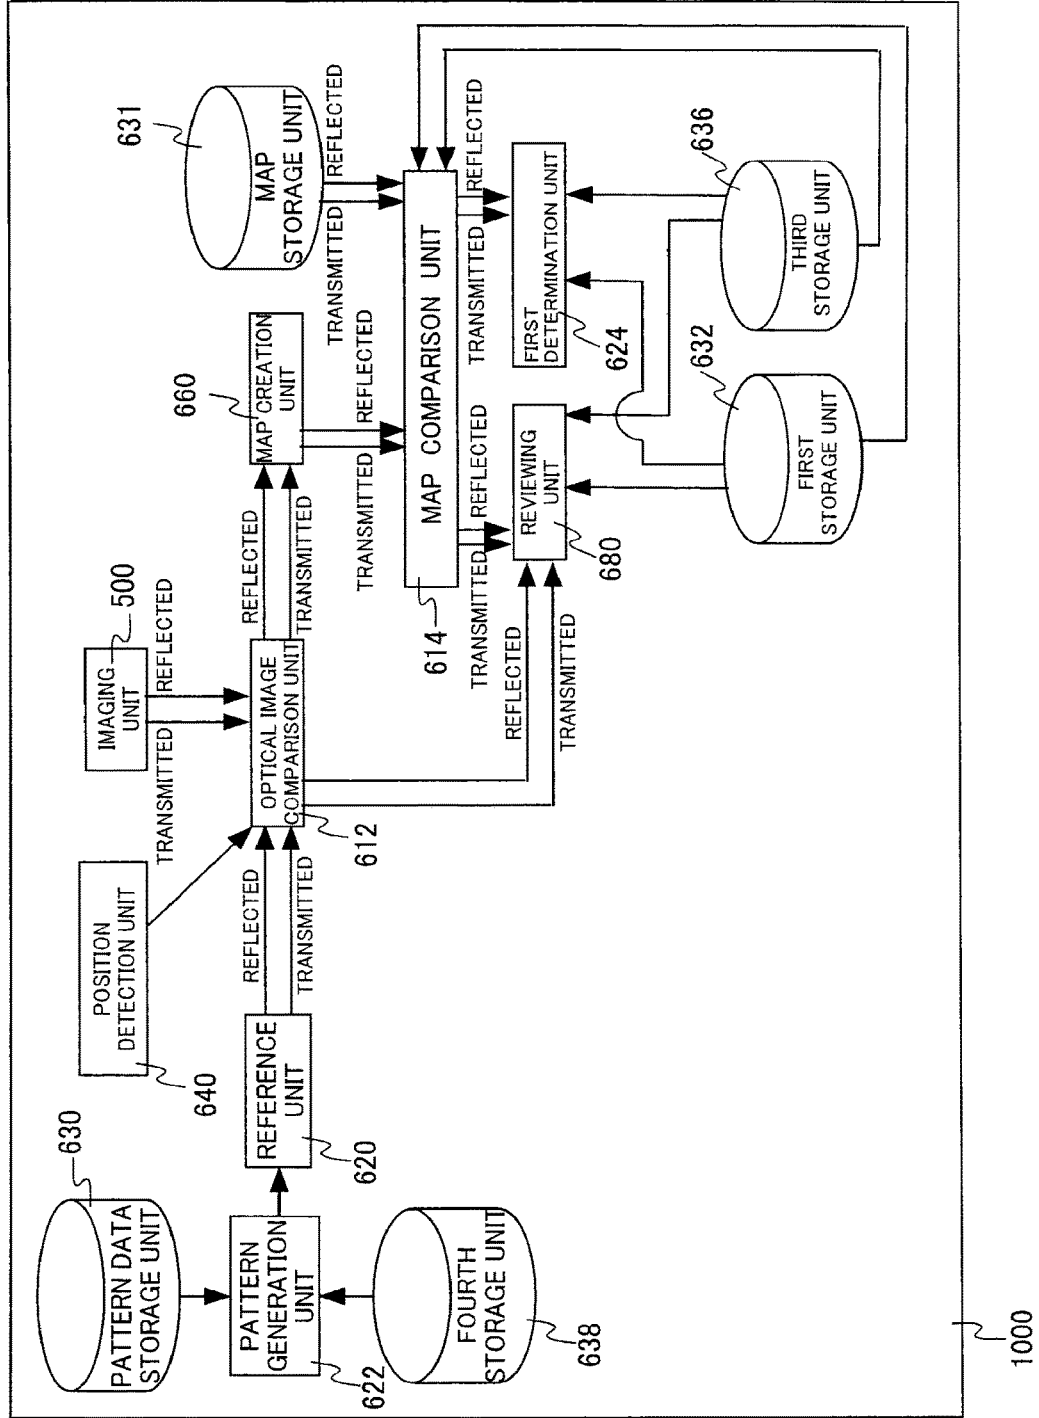 PATTERN DATA
STORAGE UNIT
630
PATTERN
GENERATION
UNIT
622
FOURTH
STORAGE UNIT
638
REFERENCE
UNIT
620
POSITION
DETECTION UNIT
640
REFLECTED
TRANSMITTED
IMAGING
UNIT
500
TRANSMITTED
REFLECTED
OPTICAL IMAGE
COMPARISON UNIT
612
REFLECTED
TRANSMITTED
REFLECTED
TRANSMITTED
MAP CREATION
UNIT
660
TRANSMITTED
REFLECTED
MAP
STORAGE UNIT
631
TRANSMITTED
REFLECTED
MAP COMPARISON UNIT
614
TRANSMITTED
REFLECTED
TRANSMITTED
REFLECTED
REVIEWING
UNIT
680
FIRST
DETERMINATION UNIT
624
FIRST
STORAGE UNIT
632
THIRD
STORAGE UNIT
636
1000